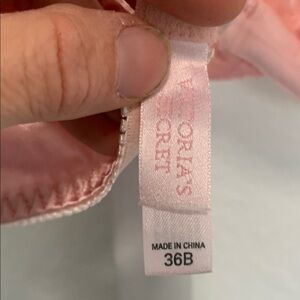 VICTORIA'S
SECRET
MADE IN CHINA
36B